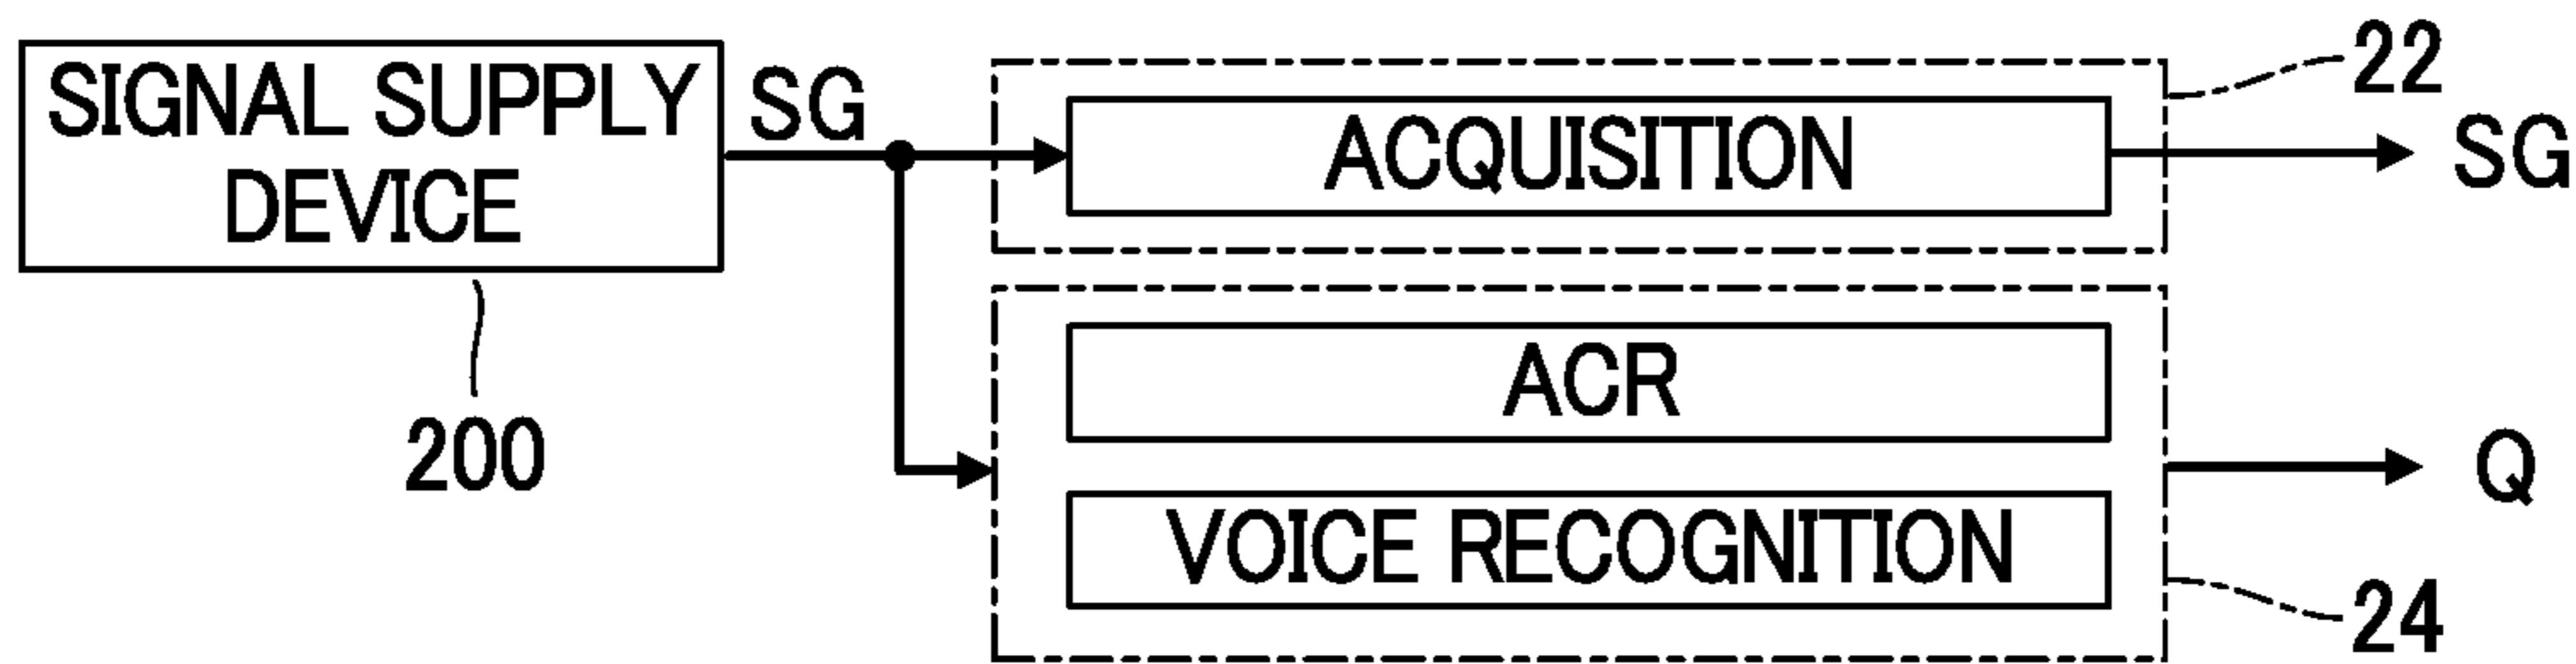 SIGNAL SUPPLY
DEVICE
200
SG
ACQUISITION
22
SG
ACR
VOICE RECOGNITION
Q
24